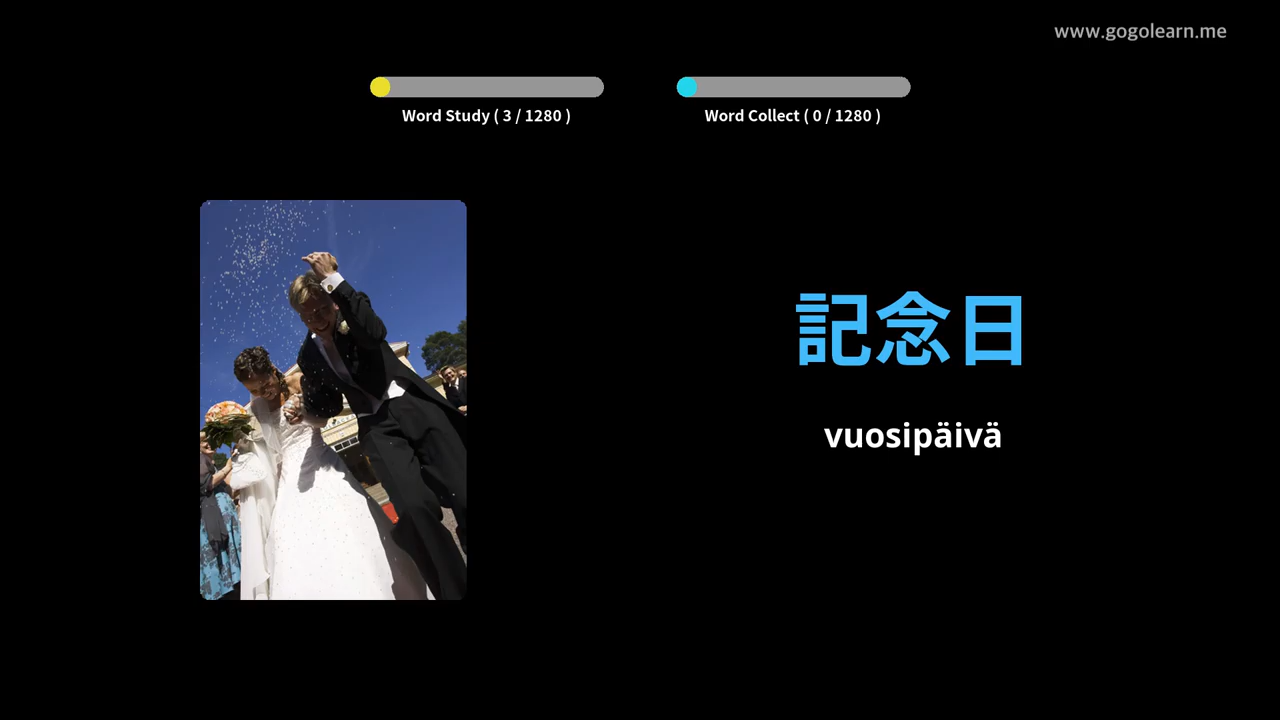 www.gogolearn.me
Word Study ( 3 / 1280 )
Word Collect ( 0 / 1280 )
記念日
vuosipäivä